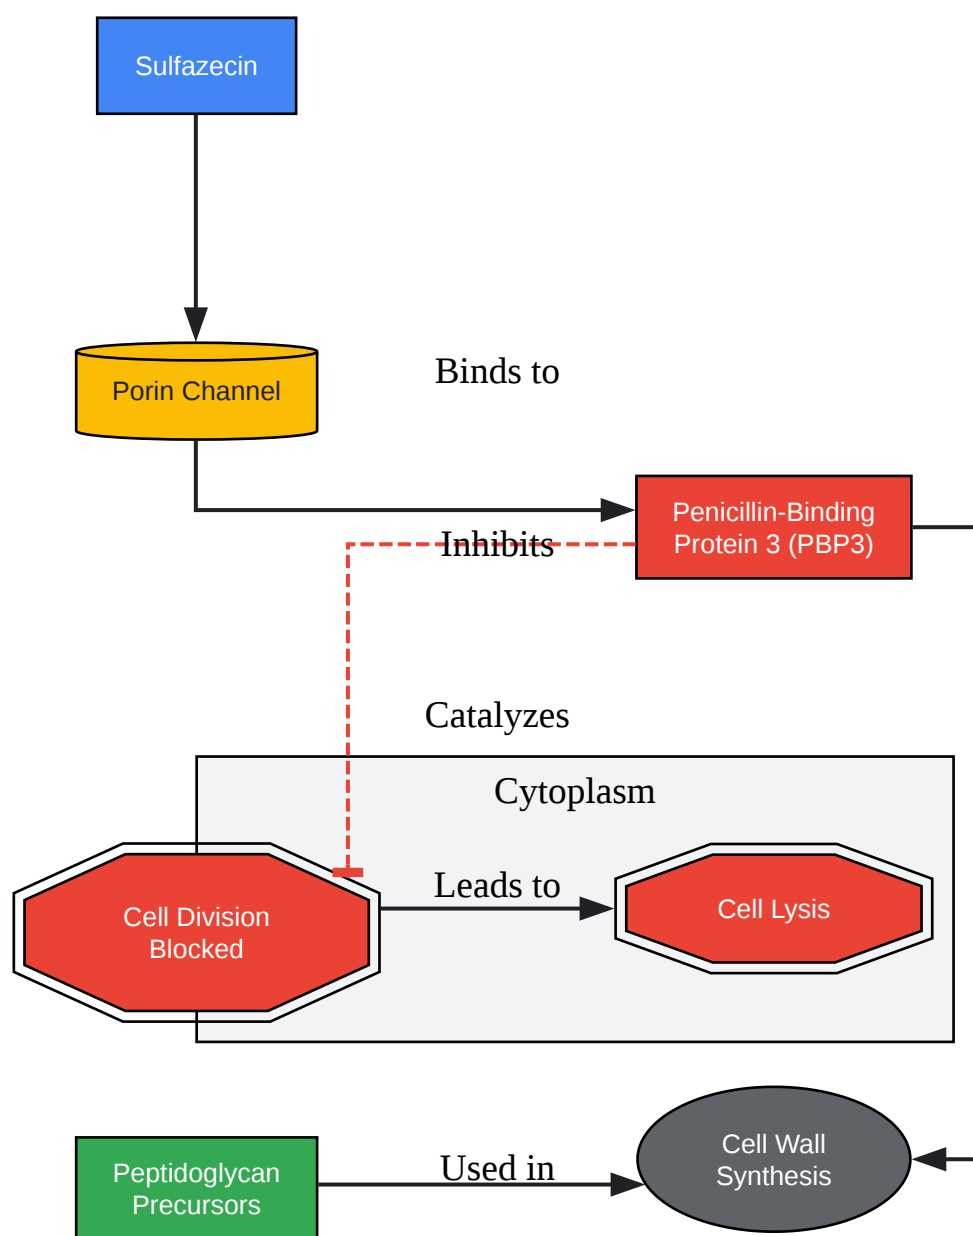 Sulfazecin
Porin Channel
Binds to
Penicillin-Binding
Protein 3 (PBP3)
Inhibits
Catalyzes
Cytoplasm
Leads to
Cell Division
Blocked
Cell Lysis
Cell Wall
Synthesis
Used in
Peptidoglycan
Precursors